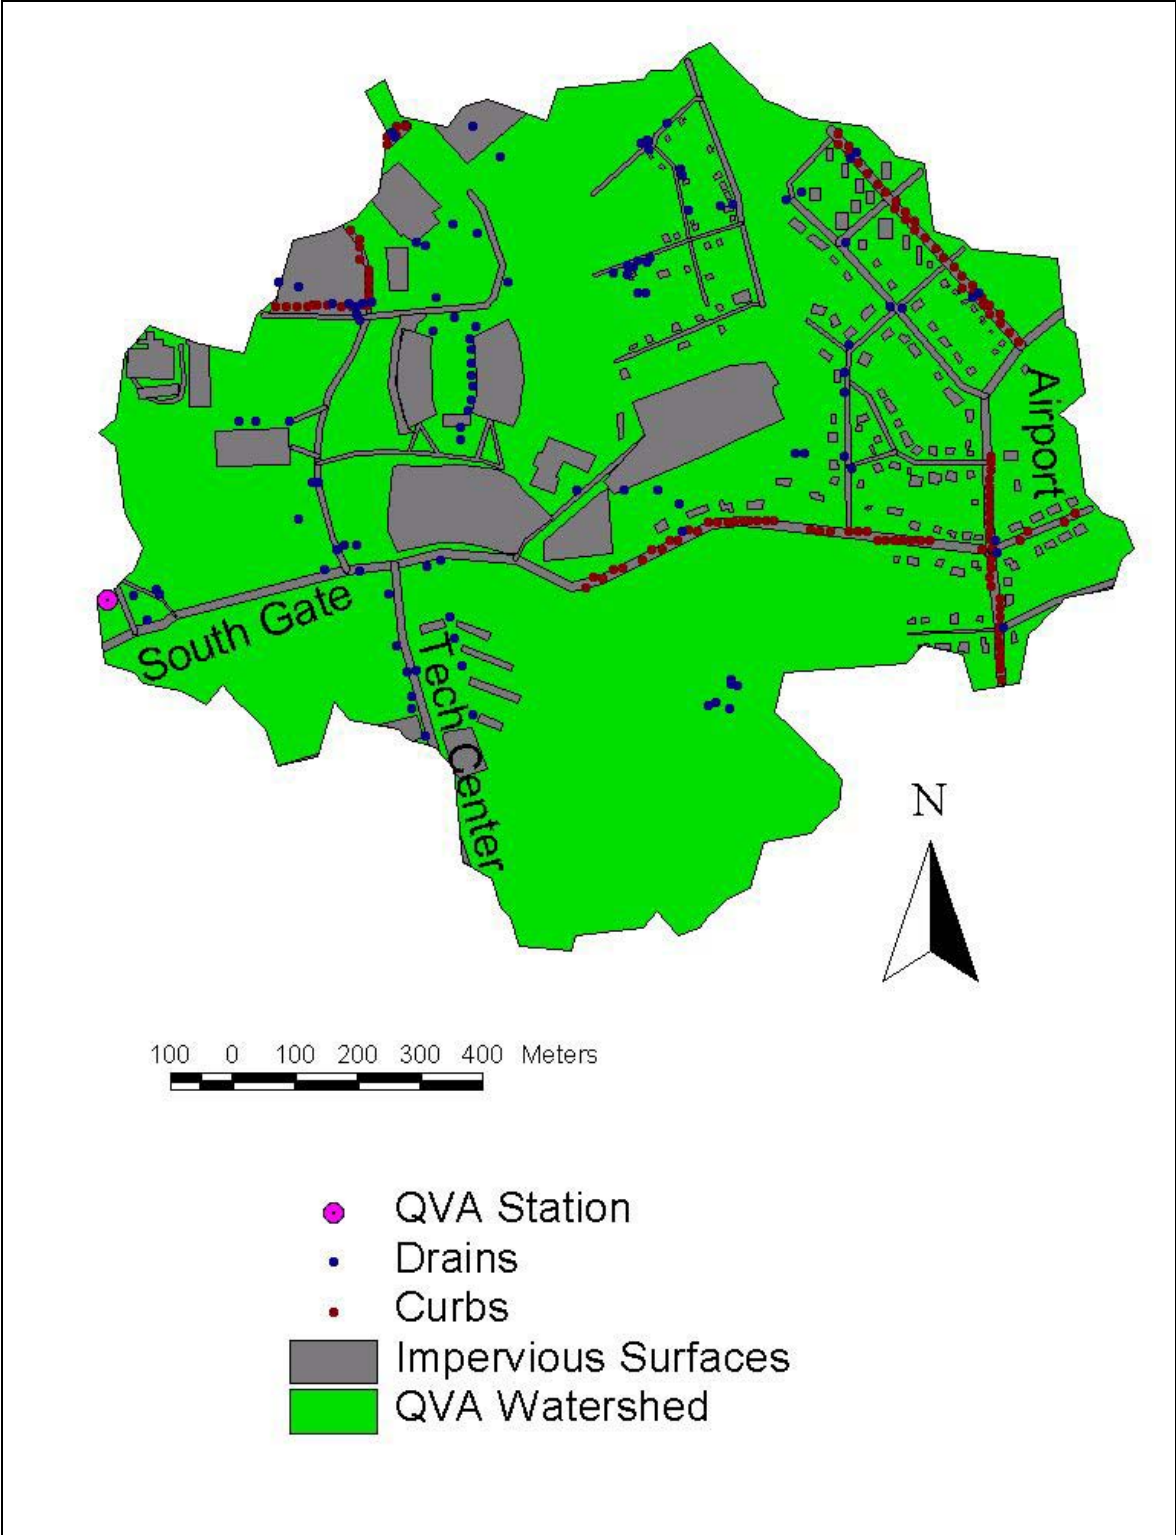 Airport
South Gate
Tech Center
N
100 0 100 200 300 400 Meters
QVA Station
Drains
Curbs
Impervious Surfaces
QVA Watershed